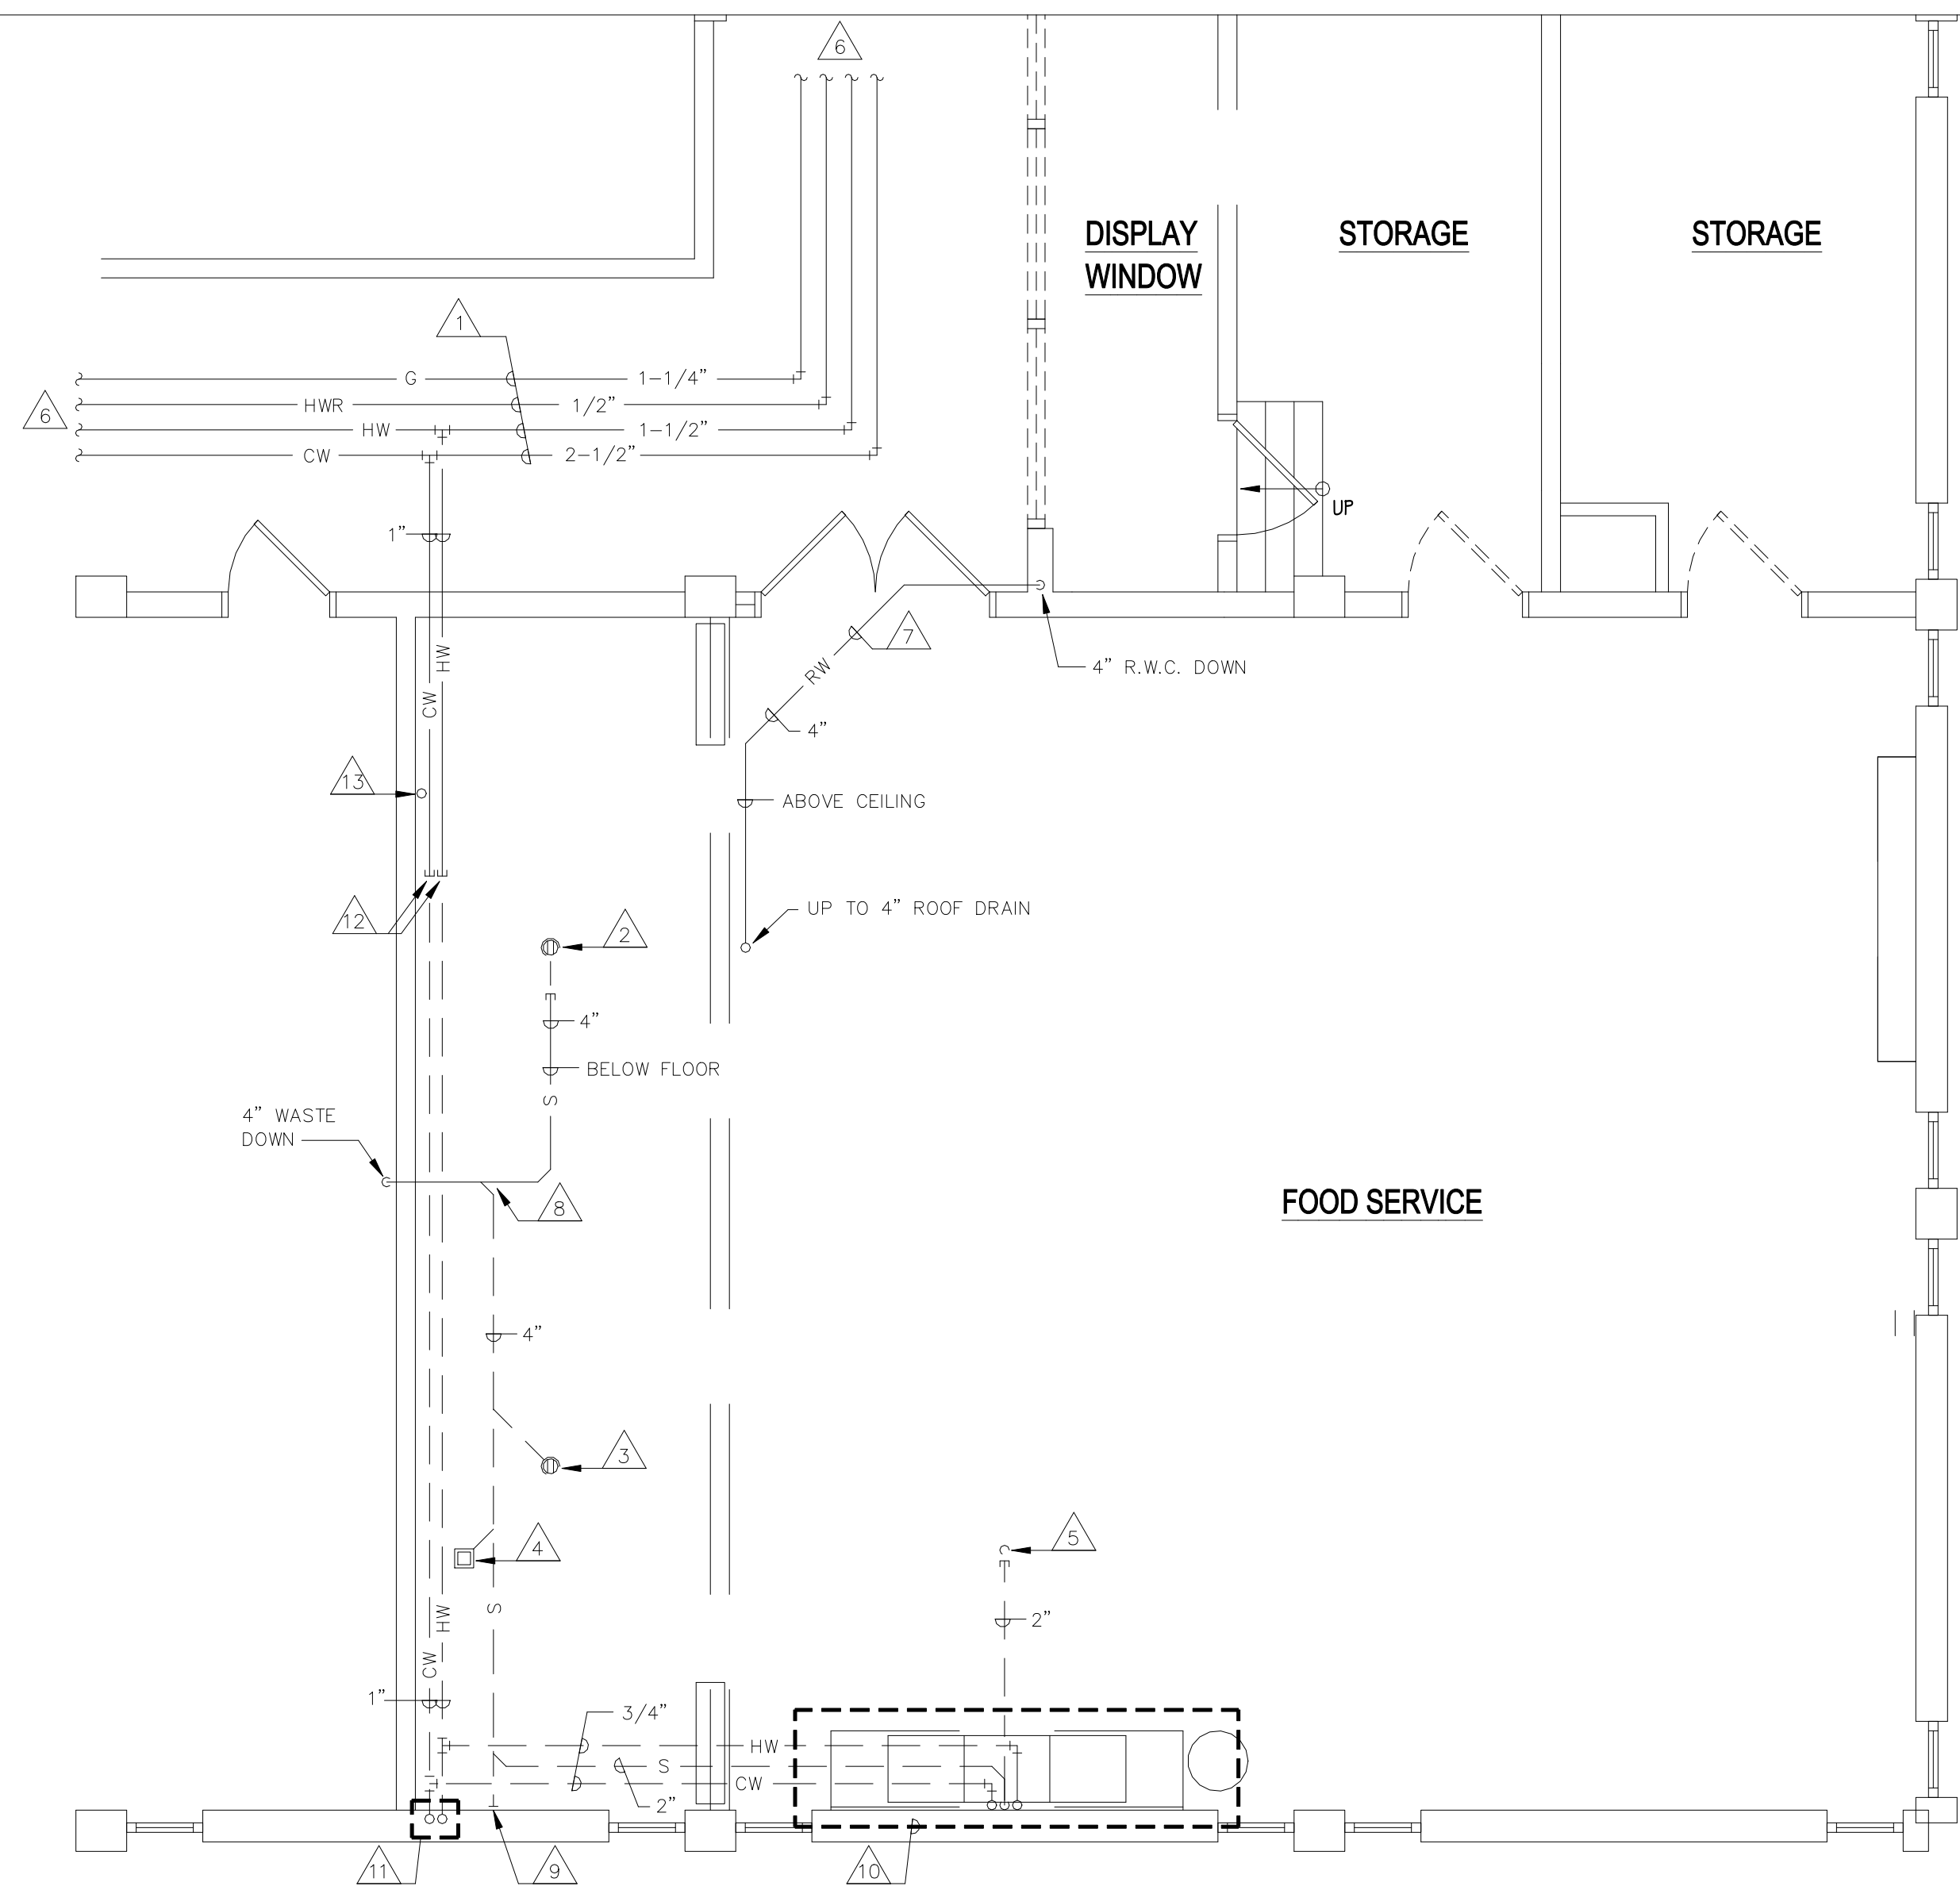 6
DISPLAY
WINDOW
STORAGE
STORAGE
1
G
1-1/4"
6
HWR
1/2"
HW
1-1/2"
CW
2-1/2"
UP
1"
HW
CW
RW
7
4" R.W.C. DOWN
4"
13
ABOVE CEILING
12
2
UP TO 4" ROOF DRAIN
4"
BELOW FLOOR
S
4" WASTE
DOWN
8
FOOD SERVICE
4"
3
4
5
S
HW
2"
CW
1"
3/4"
HW
S
CW
2"
11
9
10